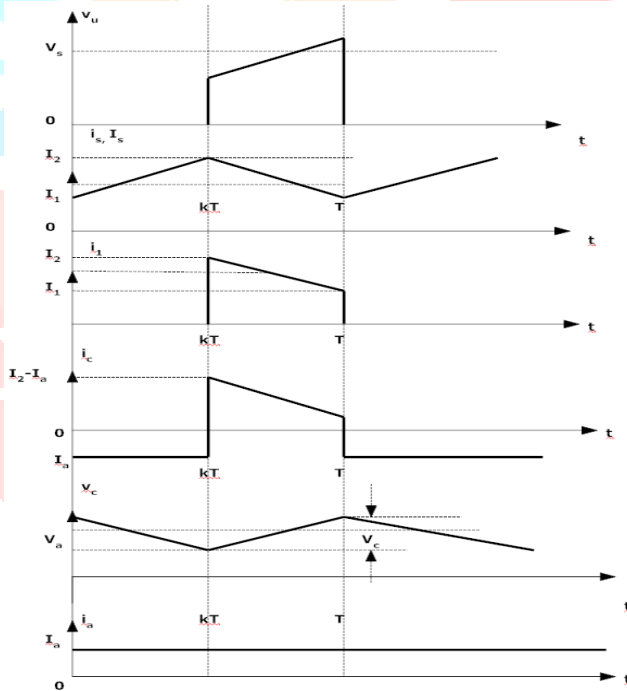 v_u
V_s
0
t
i_s, I_s
I_2
I_1
kT T
0
t
i_1
I_2
I_1
t
kT T
i_c
I_2-I_a
0
t
I_a
kT T
v_c
V_a
V_c
t
i_a
kT T
I_a
0
t